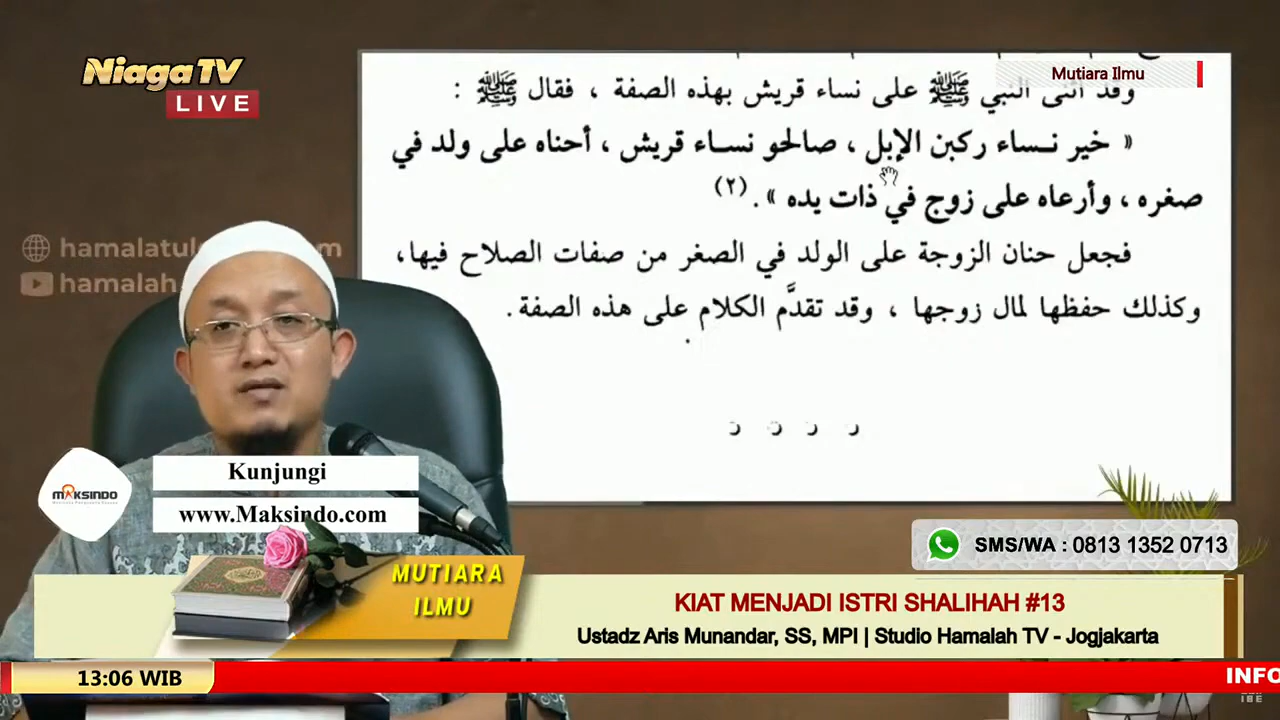 Niaga TV
LIVE
Mutiara Ilmu
وقد أثنى النبي ﷺ على نساء قريش بهذه الصفة ، فقال ﷺ :
« خير نساء ركبن الإبل ، صالحو نساء قريش ، أحناه على ولد في
صغره ، وأرعاه على زوج في ذات يده » . (٢)
فجعل حنان الزوجة على الولد في الصغر من صفات الصلاح فيها،
وكذلك حفظها لمال زوجها ، وقد تقدَّم الكلام على هذه الصفة .
hamalah
MAKSINDO
Kunjungi
www.Maksindo.com
SMS/WA : 0813 1352 0713
MUTIARA
ILMU
KIAT MENJADI ISTRI SHALIHAH #13
Ustadz Aris Munandar, SS, MPI | Studio Hamalah TV - Jogjakarta
13:06 WIB
INFO